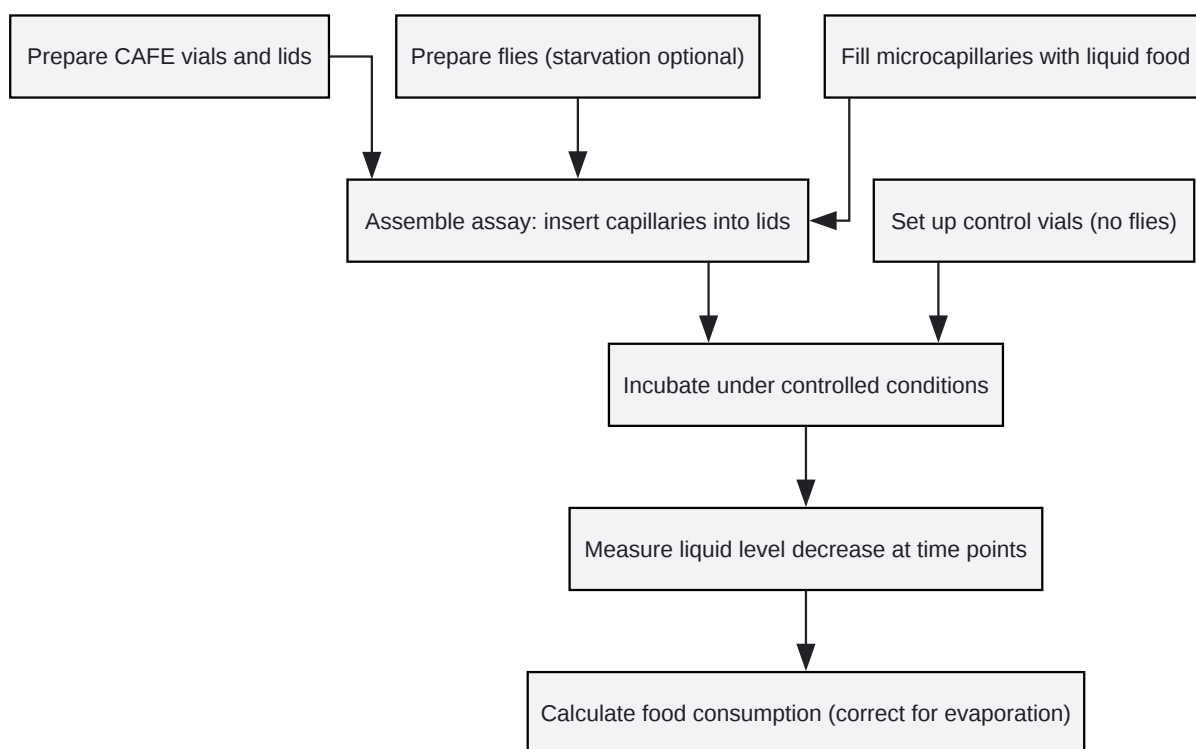 Prepare CAFE vials and lids
Prepare flies (starvation optional)
Fill microcapillaries with liquid food
Assemble assay: insert capillaries into lids
Set up control vials (no flies)
Incubate under controlled conditions
Measure liquid level decrease at time points
Calculate food consumption (correct for evaporation)